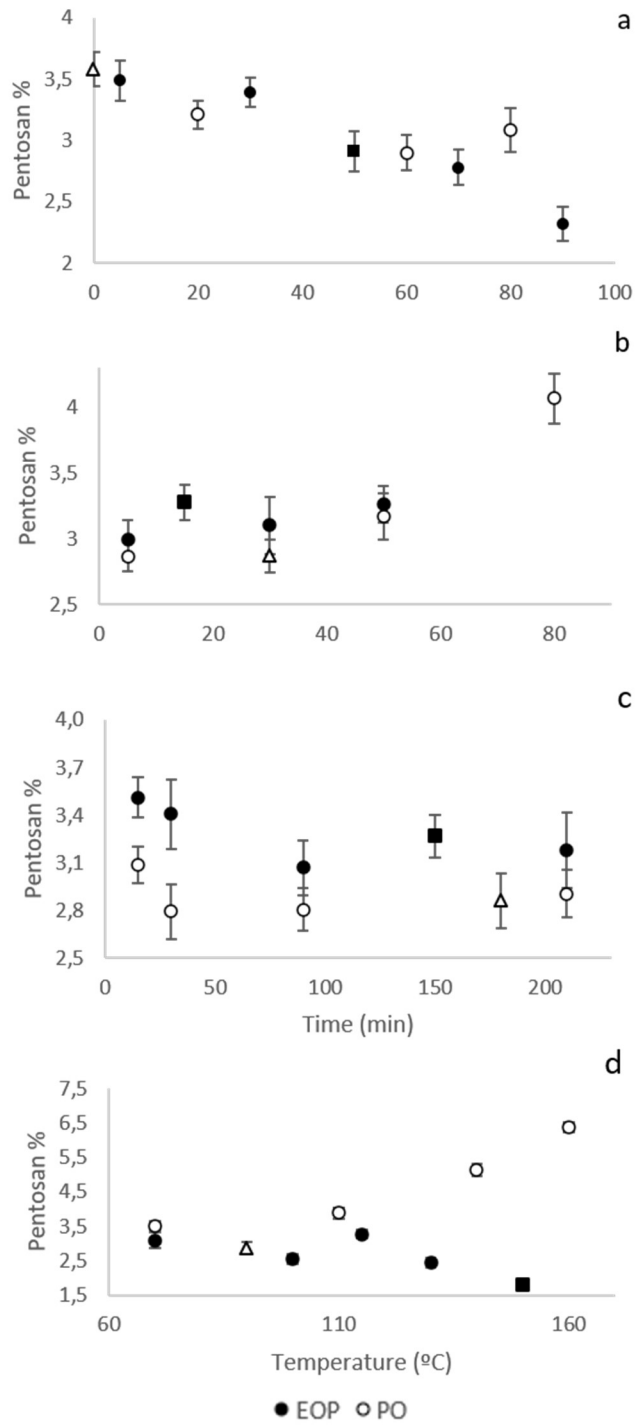 a
4
3,5
3
2,5
2
Pentosan %
0 20 40 60 80 100
b
4
3,5
3
2,5
Pentosan %
0 20 40 60 80
c
4,0
3,7
3,4
3,1
2,8
2,5
Pentosan %
0 50 100 150 200
Time (min)
d
7,5
6,5
5,5
4,5
3,5
2,5
1,5
Pentosan %
60 110 160
Temperature (ºC)
EOP PO